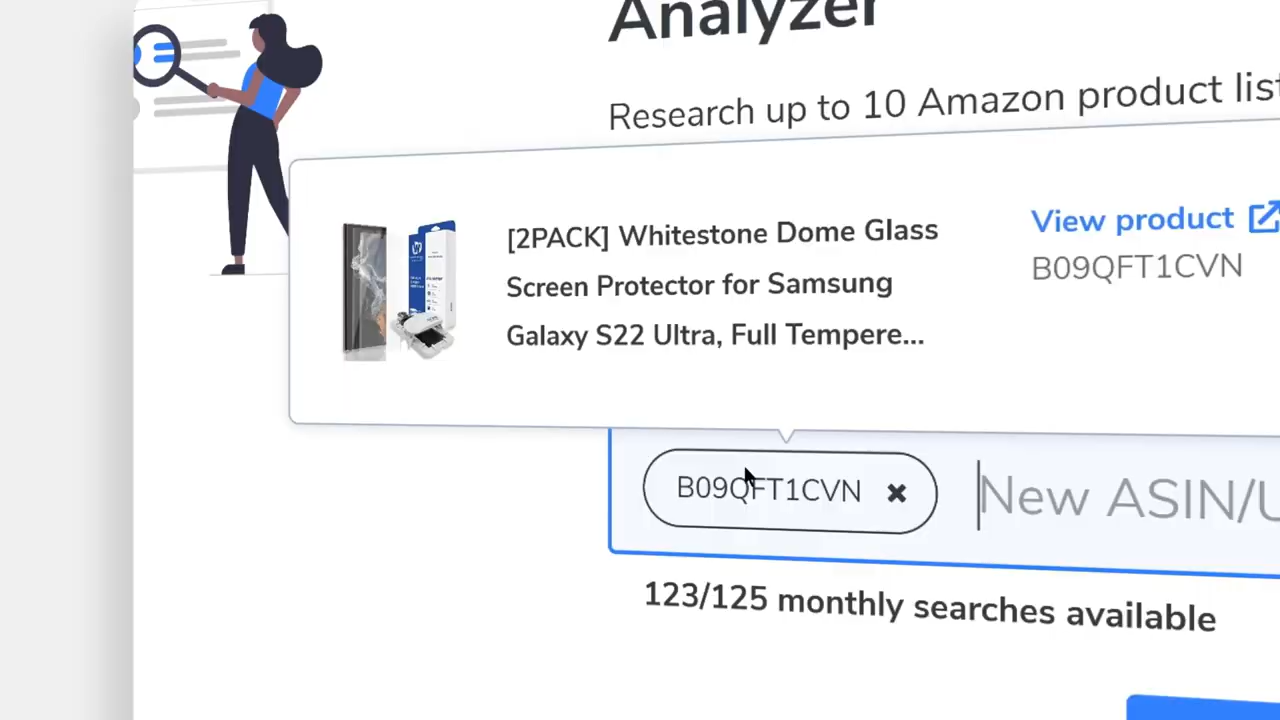 Analyzer
Research up to 10 Amazon product
[2PACK] Whitestone Dome Glass
Screen Protector for Samsung
Galaxy S22 Ultra, Full Tempere...
View product
B09QFT1CVN
B09QFT1CVN
New ASIN/
123/125 monthly searches available